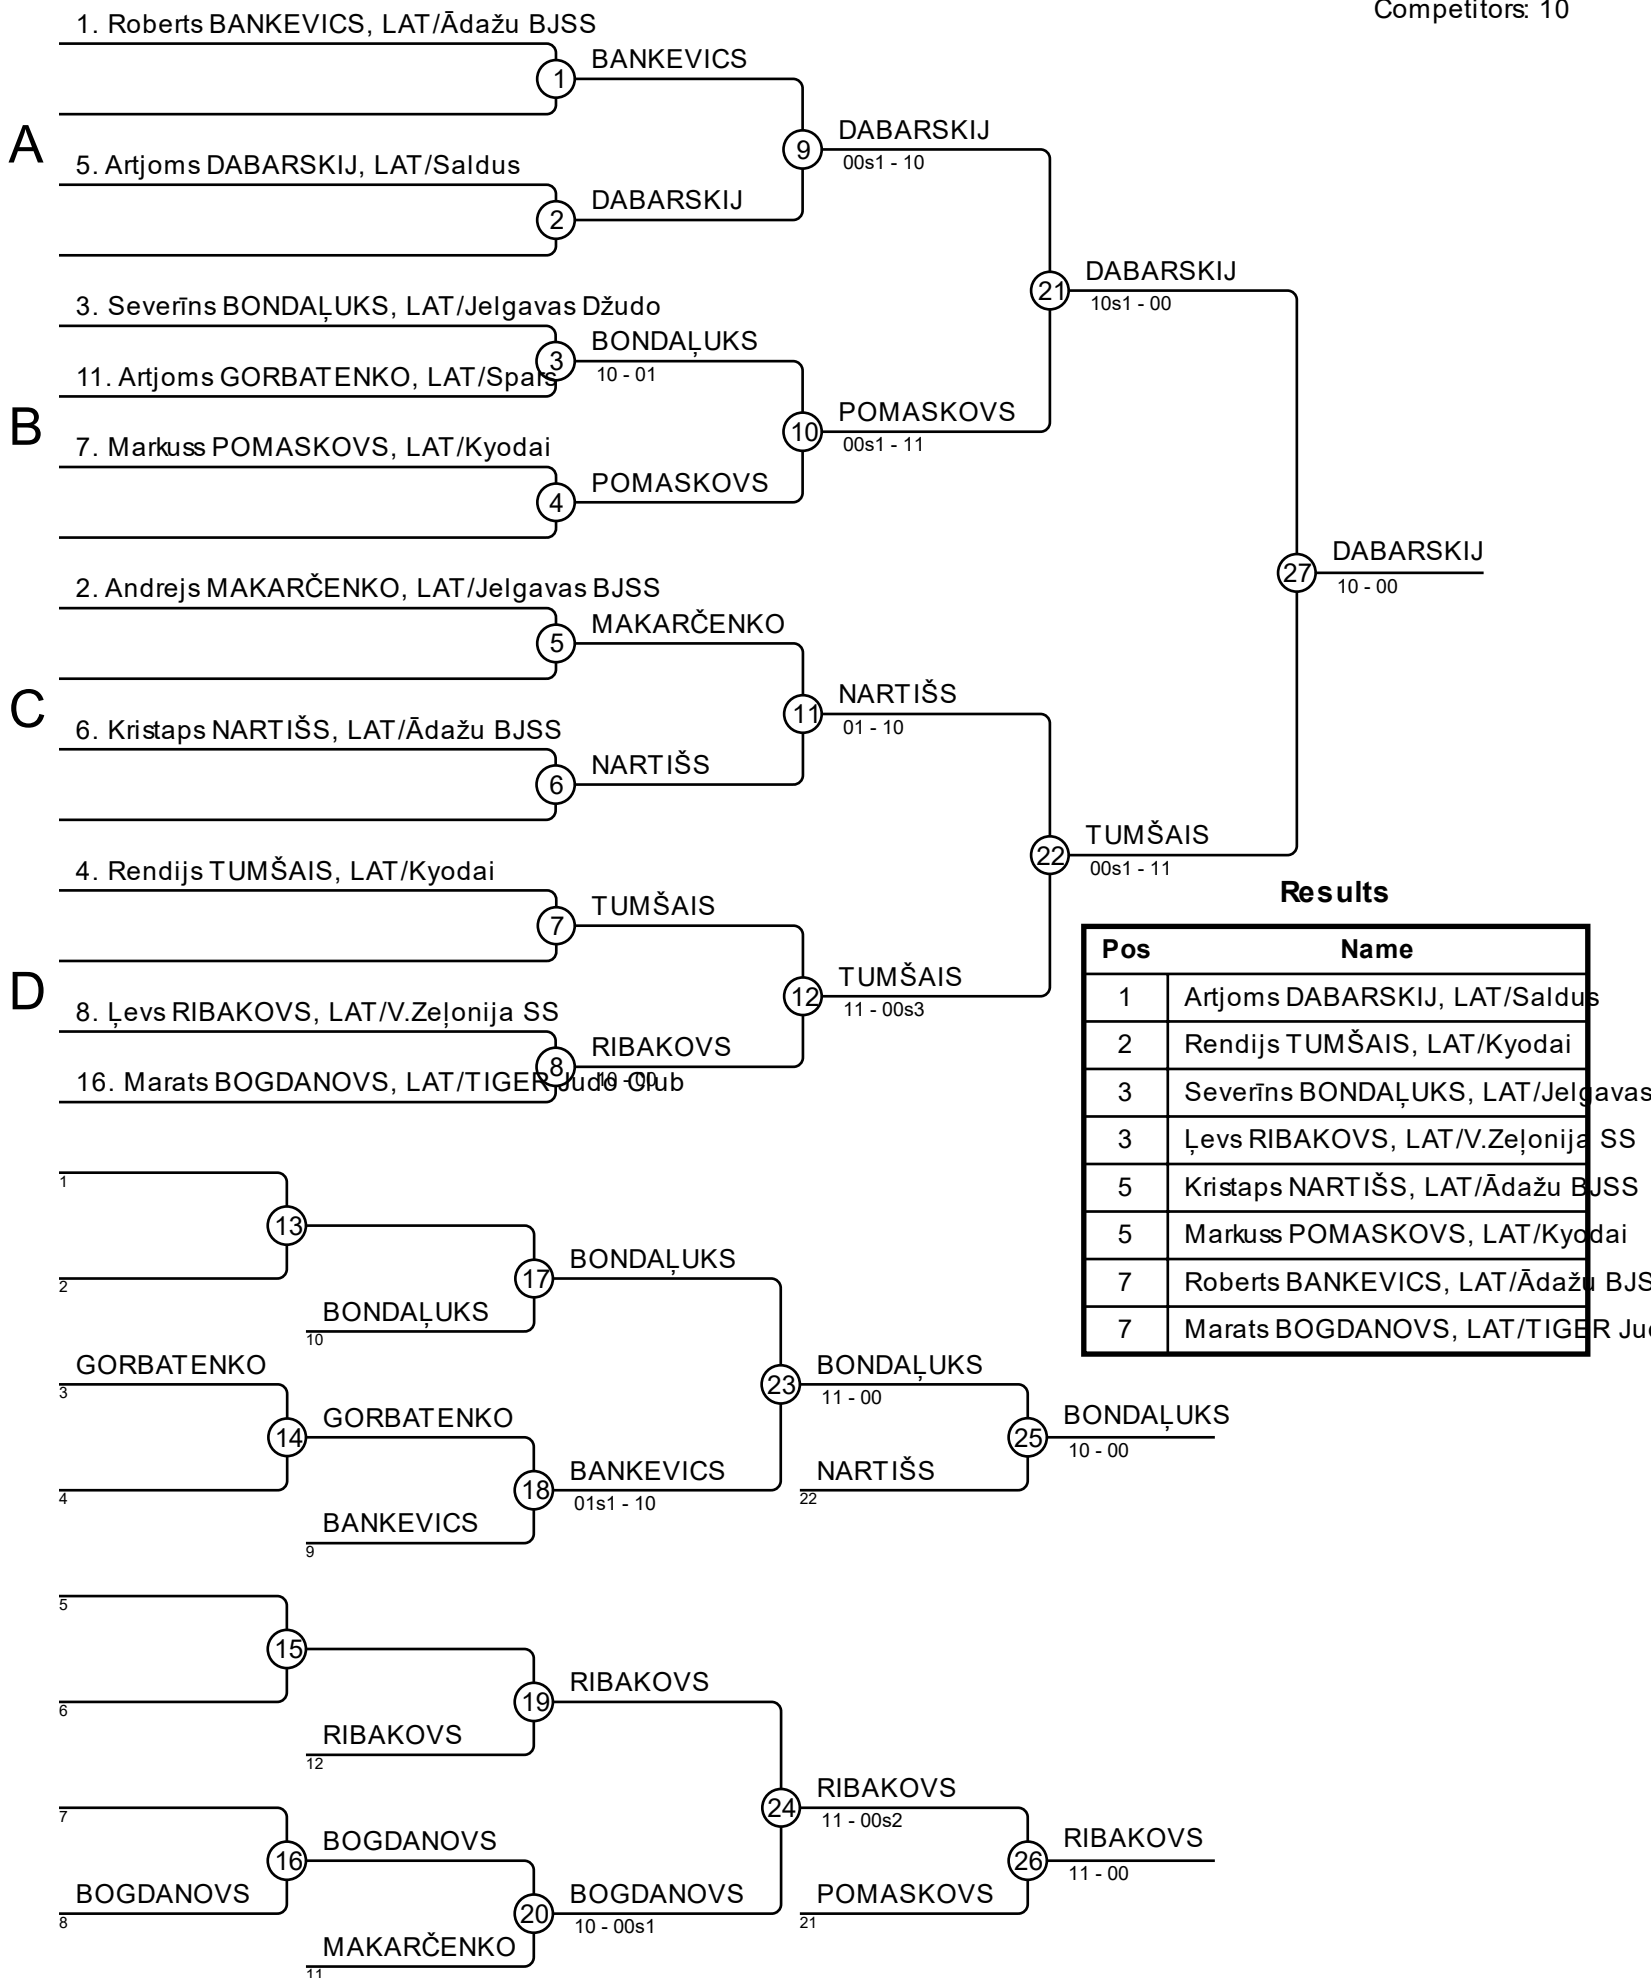 Competitors: 10
1. Roberts BANKEVICS, LAT/Ādažu BJSS
1
BANKEVICS
A
5. Artjoms DABARSKIJ, LAT/Saldus
2
DABARSKIJ
9
DABARSKIJ
00s1 - 10
3. Severīns BONDAĻUKS, LAT/Jelgavas Džudo
3
BONDAĻUKS
10 - 01
11. Artjoms GORBATENKO, LAT/Spars
B
7. Markuss POMASKOVS, LAT/Kyodai
4
POMASKOVS
10
POMASKOVS
00s1 - 11
21
DABARSKIJ
10s1 - 00
2. Andrejs MAKARČENKO, LAT/Jelgavas BJSS
5
MAKARČENKO
C
6. Kristaps NARTIŠS, LAT/Ādažu BJSS
6
NARTIŠS
11
NARTIŠS
01 - 10
4. Rendijs TUMŠAIS, LAT/Kyodai
7
TUMŠAIS
D
8. Ļevs RIBAKOVS, LAT/V.Zeļonija SS
8
RIBAKOVS
10 - 00
16. Marats BOGDANOVS, LAT/TIGER Judo Club
12
TUMŠAIS
11 - 00s3
22
TUMŠAIS
00s1 - 11
27
DABARSKIJ
10 - 00
Results
Pos Name
1 Artjoms DABARSKIJ, LAT/Saldus
2 Rendijs TUMŠAIS, LAT/Kyodai
3 Severīns BONDAĻUKS, LAT/Jelgavas
3 Ļevs RIBAKOVS, LAT/V.Zeļonija SS
5 Kristaps NARTIŠS, LAT/Ādažu BJSS
5 Markuss POMASKOVS, LAT/Kyodai
7 Roberts BANKEVICS, LAT/Ādažu BJS
7 Marats BOGDANOVS, LAT/TIGER Ju
1
13
2
17
BONDAĻUKS
BONDAĻUKS
10
GORBATENKO
3
14
GORBATENKO
4
18
BANKEVICS
01s1 - 10
BANKEVICS
9
23
BONDAĻUKS
11 - 00
NARTIŠS
22
25
BONDAĻUKS
10 - 00
5
15
6
19
RIBAKOVS
RIBAKOVS
12
7
16
BOGDANOVS
BOGDANOVS
8
20
BOGDANOVS
10 - 00s1
MAKARČENKO
11
24
RIBAKOVS
11 - 00s2
POMASKOVS
21
26
RIBAKOVS
11 - 00